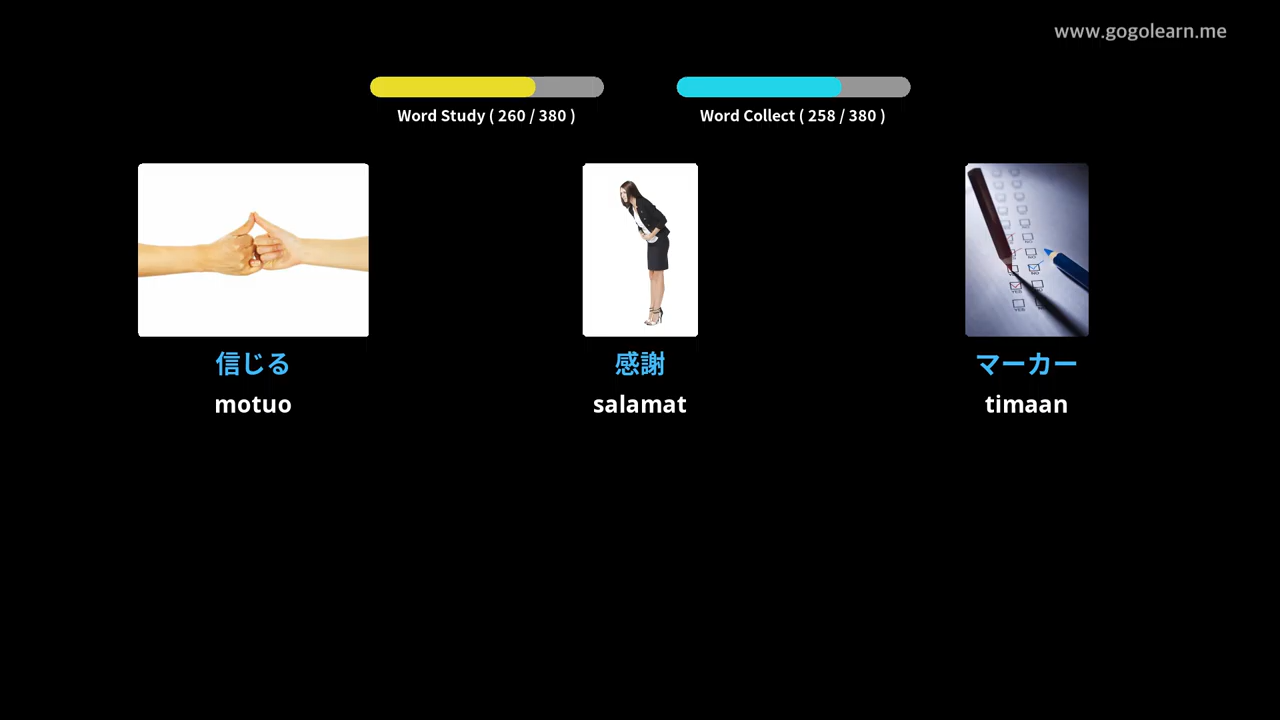 www.gogolearn.me
Word Study ( 260 / 380 )
Word Collect ( 258 / 380 )
信じる
感謝
マーカー
motuo
salamat
timaan